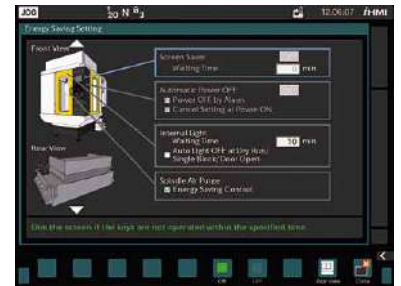 JOG
12:06:07 iHMI
Energy Saving Setting
Front View
Screen Saver
Waiting Time 0 min
Automatic Power OFF
Power OFF by Alarm
Cancel Setting at Power ON
Internal Light
Waiting Time
10 min
Auto Light OFF at Dry Run/
Single Block/Door Open
Rear View
Spindle Air Purge
Energy Saving Control
Dim the screen if the keys are not operated within the specified time.
Close